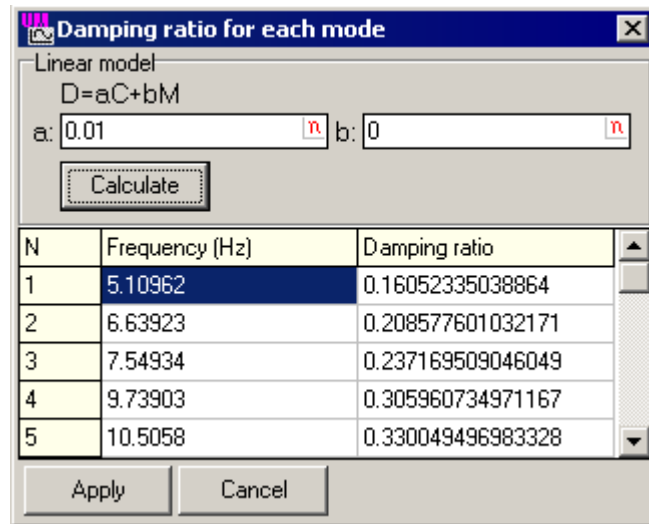 Damping ratio for each mode
Linear model
D=aC+bM
a: 0.01 n b: 0 n
Calculate
N Frequency (Hz) Damping ratio
1 5.10962 0.16052335038864
2 6.63923 0.208577601032171
3 7.54934 0.237169509046049
4 9.73903 0.305960734971167
5 10.5058 0.330049496983328
Apply Cancel